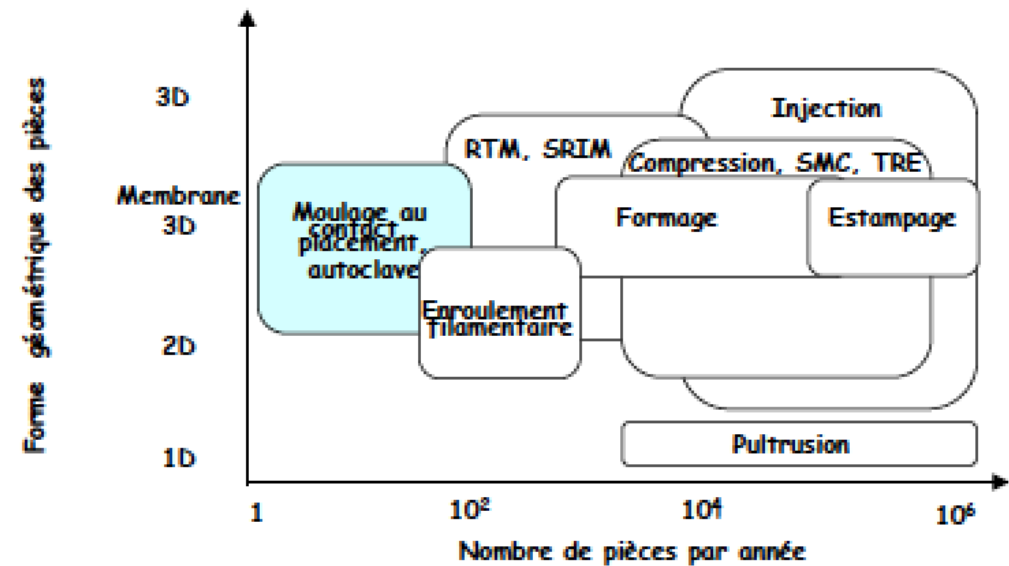 Forme géométrique des pièces
3D
Membrane
3D
2D
1D
Injection
RTM, SRIM
Compression, SMC, TRE
Moulage au
contact,
placement,
autoclave
Formage
Estampage
Enroulement
filamentaire
Pultrusion
1
10²
10⁴
10⁶
Nombre de pièces par année